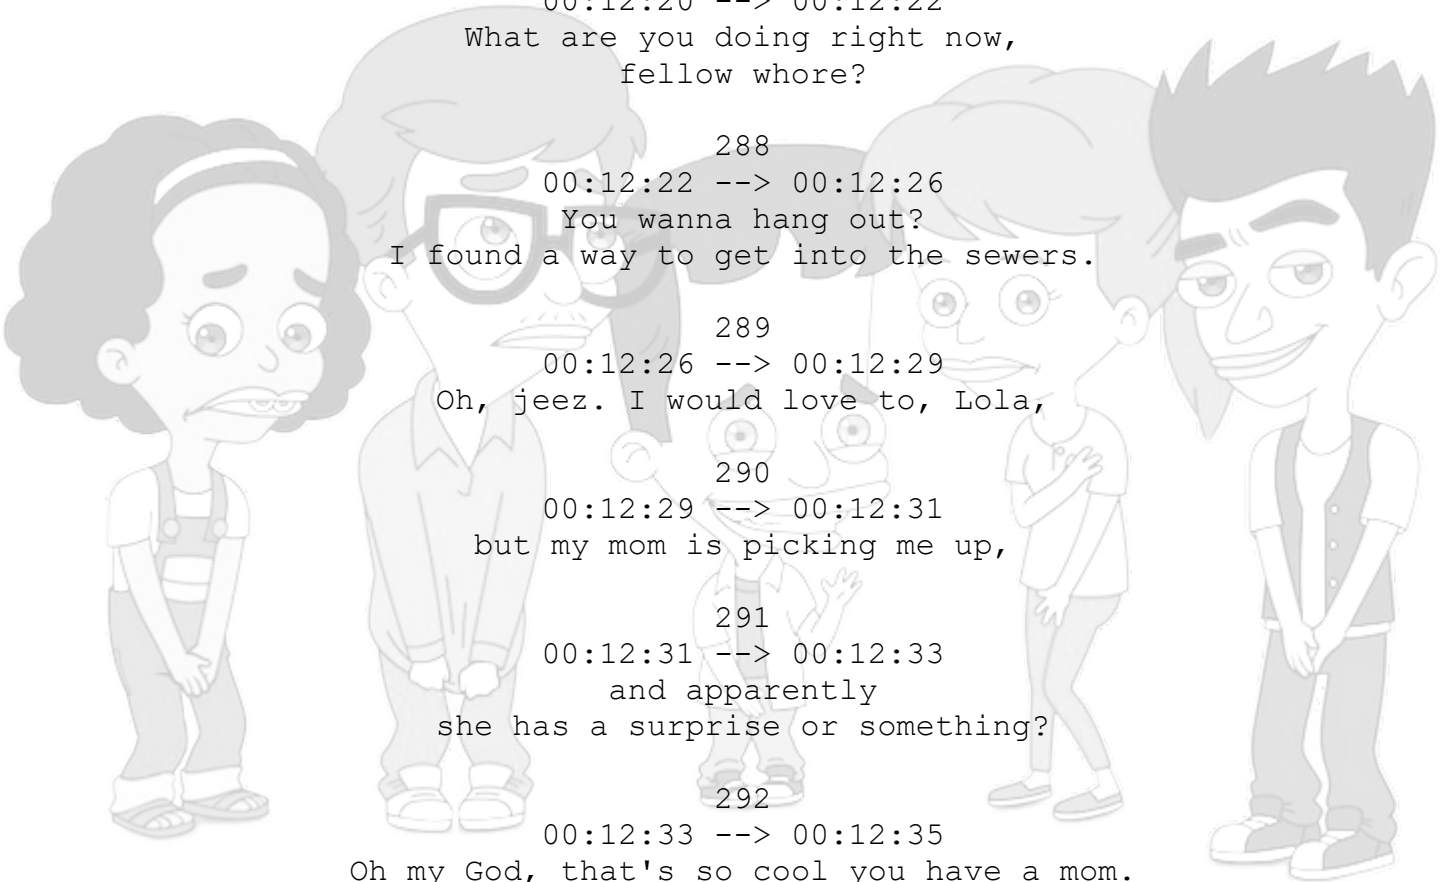 00:12:20 --> 00:12:22
What are you doing right now,
fellow whore?
288
00:12:22 --> 00:12:26
You wanna hang out?
I found a way to get into the sewers.
289
00:12:26 --> 00:12:29
Oh, jeez. I would love to, Lola,
290
00:12:29 --> 00:12:31
but my mom is picking me up,
291
00:12:31 --> 00:12:33
and apparently
she has a surprise or something?
292
00:12:33 --> 00:12:35
Oh my God, that's so cool you have a mom.